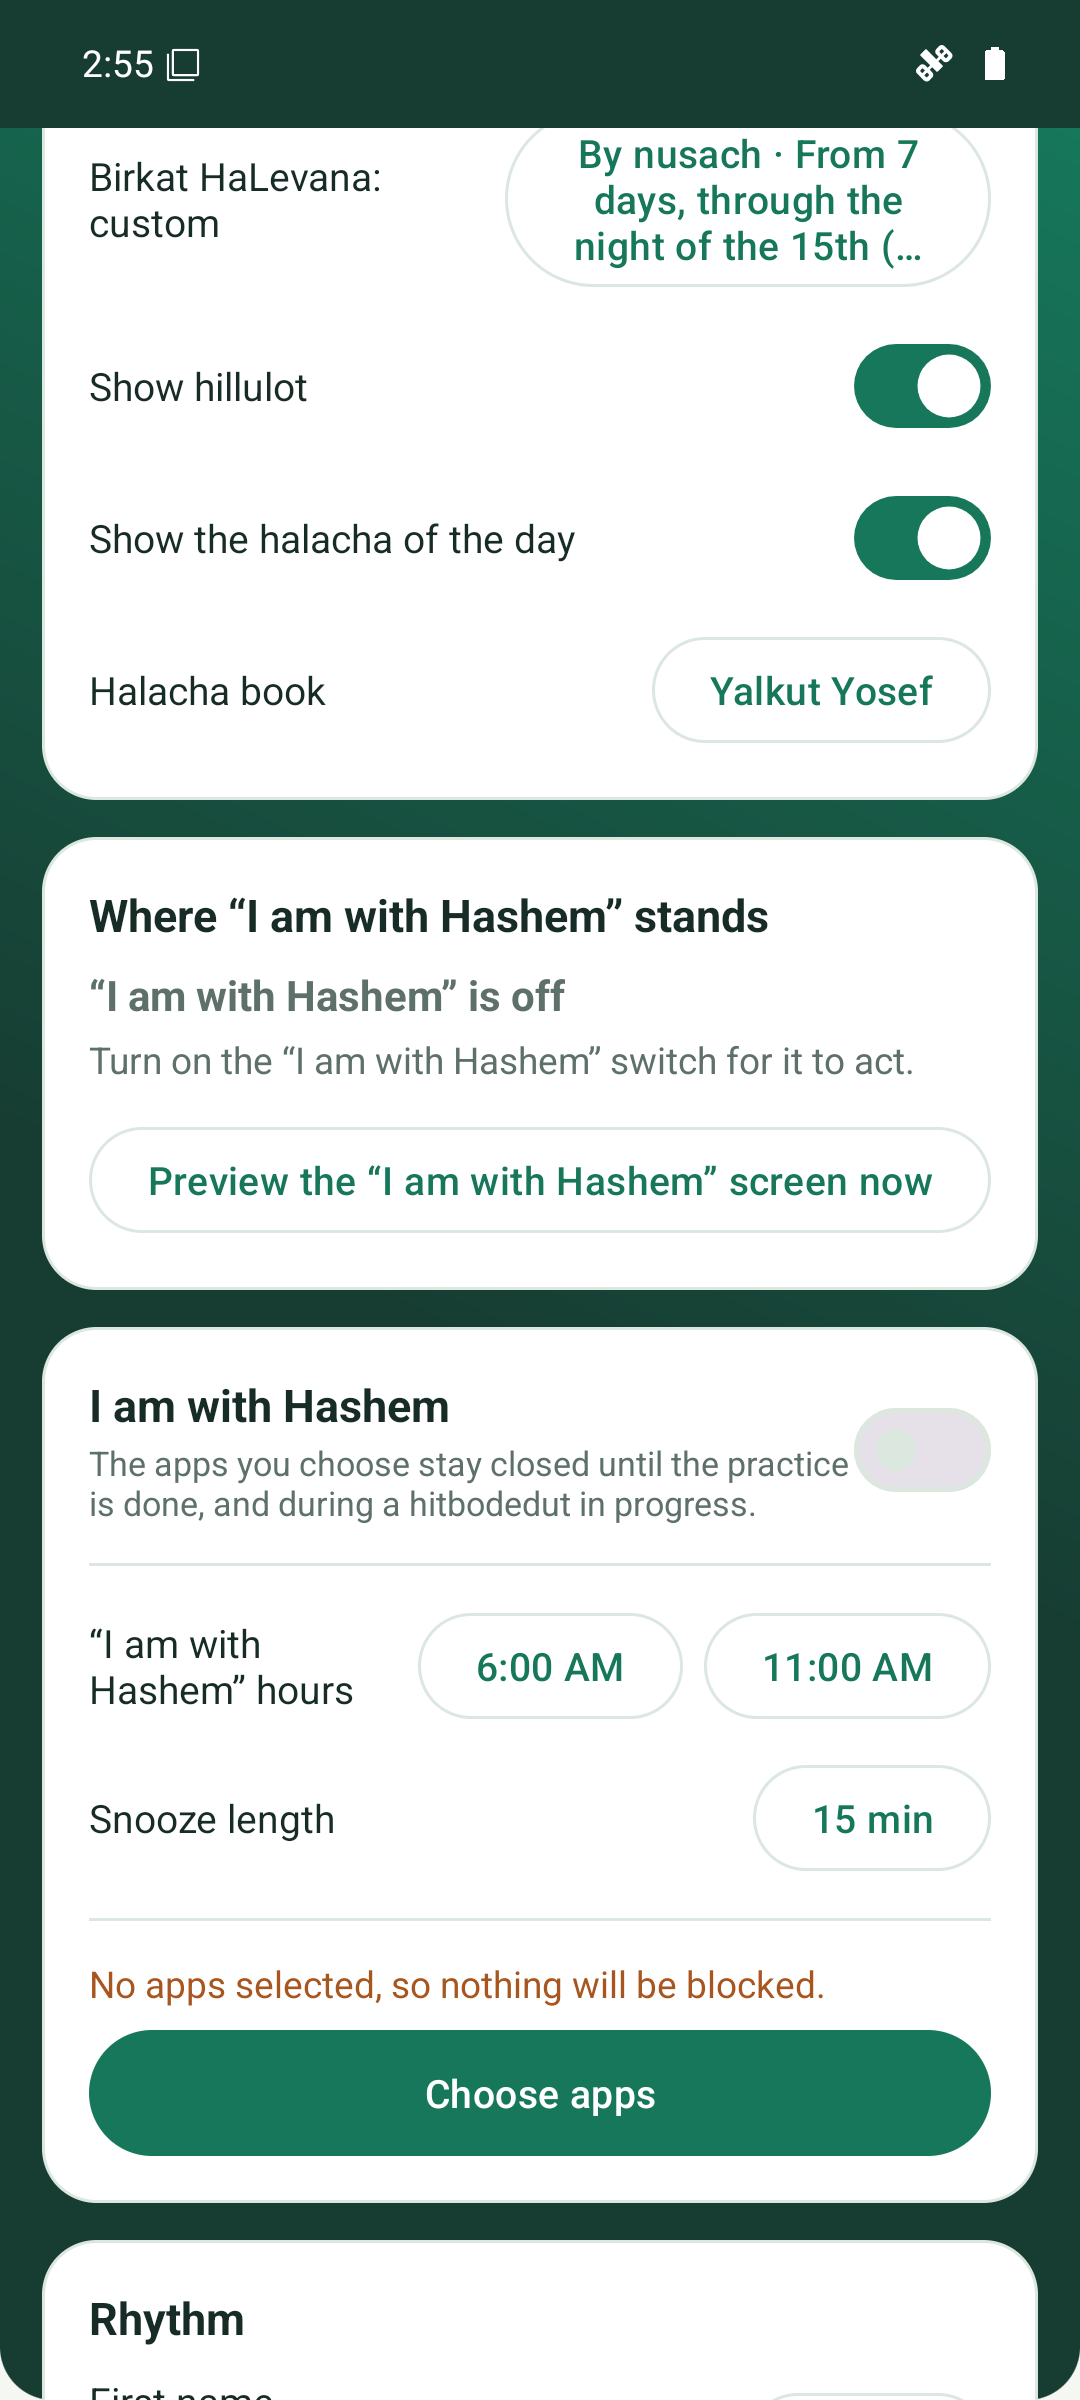 2:55
Birkat HaLevana:
custom
By nusach · From 7
days, through the
night of the 15th (…
Show hillulot
Show the halacha of the day
Halacha book
Yalkut Yosef
Where “I am with Hashem” stands
“I am with Hashem” is off
Turn on the “I am with Hashem” switch for it to act.
Preview the “I am with Hashem” screen now
I am with Hashem
The apps you choose stay closed until the practice
is done, and during a hitbodedut in progress.
“I am with
Hashem” hours
6:00 AM
11:00 AM
Snooze length
15 min
No apps selected, so nothing will be blocked.
Choose apps
Rhythm
First name